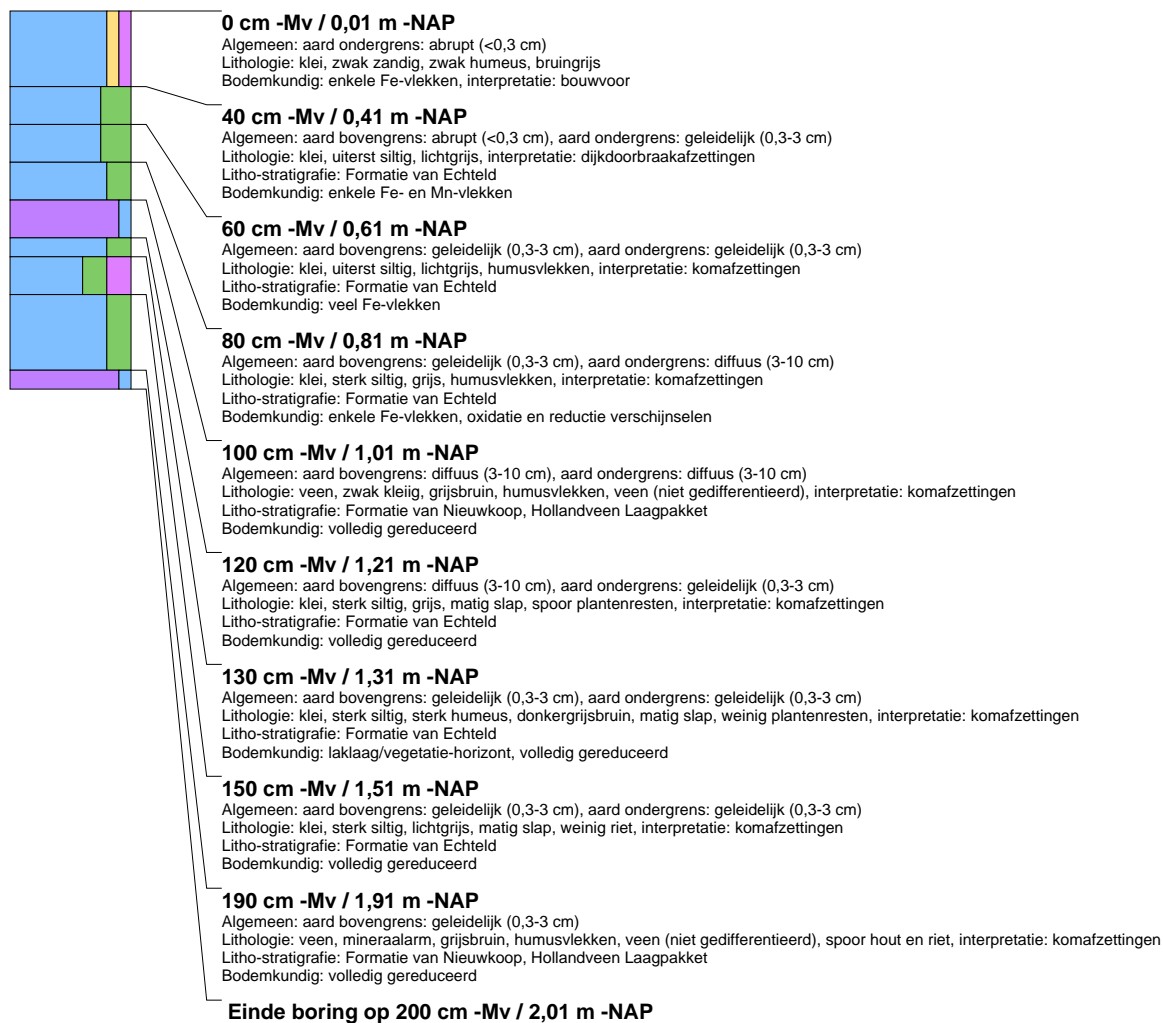 0 cm -Mv / 0,01 m -NAP
Algemeen: aard ondergrens: abrupt (<0,3 cm)
Lithologie: klei, zwak zandig, zwak humeus, bruingrijs
Bodemkundig: enkele Fe-vlekken, interpretatie: bouwvoor
40 cm -Mv / 0,41 m -NAP
Algemeen: aard bovengrens: abrupt (<0,3 cm), aard ondergrens: geleidelijk (0,3-3 cm)
Lithologie: klei, uiterst siltig, lichtgrijs, interpretatie: dijkdoorbraakafzettingen
Litho-stratigrafie: Formatie van Echteld
Bodemkundig: enkele Fe- en Mn-vlekken
60 cm -Mv / 0,61 m -NAP
Algemeen: aard bovengrens: geleidelijk (0,3-3 cm), aard ondergrens: geleidelijk (0,3-3 cm)
Lithologie: klei, uiterst siltig, lichtgrijs, humusvlekken, interpretatie: komafzettingen
Litho-stratigrafie: Formatie van Echteld
Bodemkundig: veel Fe-vlekken
80 cm -Mv / 0,81 m -NAP
Algemeen: aard bovengrens: geleidelijk (0,3-3 cm), aard ondergrens: diffuus (3-10 cm)
Lithologie: klei, sterk siltig, grijs, humusvlekken, interpretatie: komafzettingen
Litho-stratigrafie: Formatie van Echteld
Bodemkundig: enkele Fe-vlekken, oxidatie en reductie verschijnselen
100 cm -Mv / 1,01 m -NAP
Algemeen: aard bovengrens: diffuus (3-10 cm), aard ondergrens: diffuus (3-10 cm)
Lithologie: veen, zwak kleiig, grijsbruin, humusvlekken, veen (niet gedifferentieerd), interpretatie: komafzettingen
Litho-stratigrafie: Formatie van Nieuwkoop, Hollandveen Laagpakket
Bodemkundig: volledig gereduceerd
120 cm -Mv / 1,21 m -NAP
Algemeen: aard bovengrens: diffuus (3-10 cm), aard ondergrens: geleidelijk (0,3-3 cm)
Lithologie: klei, sterk siltig, grijs, matig slap, spoor plantenresten, interpretatie: komafzettingen
Litho-stratigrafie: Formatie van Echteld
Bodemkundig: volledig gereduceerd
130 cm -Mv / 1,31 m -NAP
Algemeen: aard bovengrens: geleidelijk (0,3-3 cm), aard ondergrens: geleidelijk (0,3-3 cm)
Lithologie: klei, sterk siltig, sterk humeus, donkergrijsbruin, matig slap, weinig plantenresten, interpretatie: komafzettingen
Litho-stratigrafie: Formatie van Echteld
Bodemkundig: laklaag/vegetatie-horizont, volledig gereduceerd
150 cm -Mv / 1,51 m -NAP
Algemeen: aard bovengrens: geleidelijk (0,3-3 cm), aard ondergrens: geleidelijk (0,3-3 cm)
Lithologie: klei, sterk siltig, lichtgrijs, matig slap, weinig riet, interpretatie: komafzettingen
Litho-stratigrafie: Formatie van Echteld
Bodemkundig: volledig gereduceerd
190 cm -Mv / 1,91 m -NAP
Algemeen: aard bovengrens: geleidelijk (0,3-3 cm)
Lithologie: veen, mineraalarm, grijsbruin, humusvlekken, veen (niet gedifferentieerd), spoor hout en riet, interpretatie: komafzettingen
Litho-stratigrafie: Formatie van Nieuwkoop, Hollandveen Laagpakket
Bodemkundig: volledig gereduceerd
Einde boring op 200 cm -Mv / 2,01 m -NAP